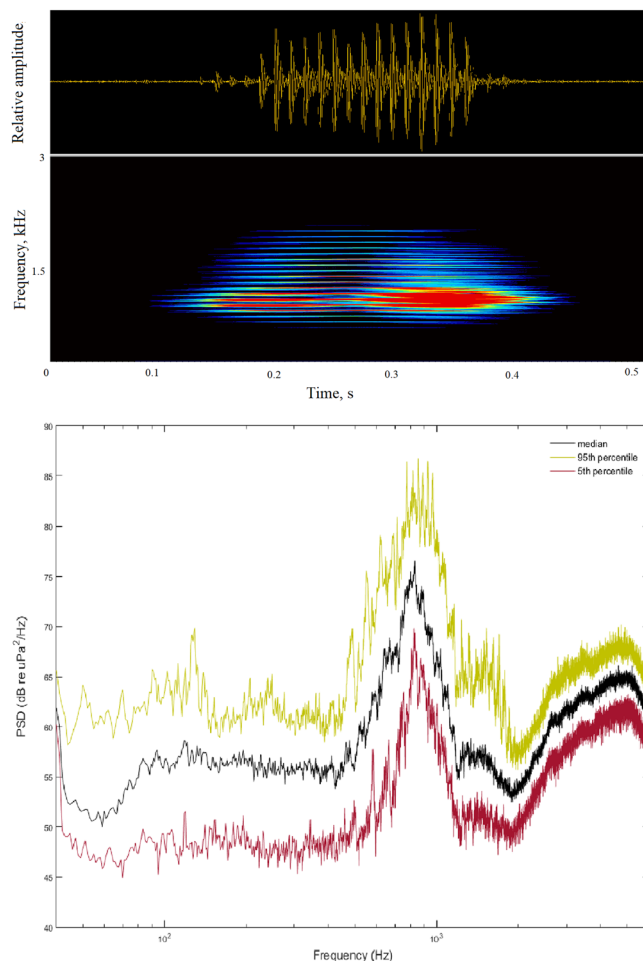 Relative amplitude
3
Frequency, kHz
1.5
0
0.1
0.2
0.3
0.4
0.5
Time, s
90
85
80
75
70
65
60
55
50
45
40
PSD (dB re uPa²/Hz)
median
95th percentile
5th percentile
10²
10³
Frequency (Hz)